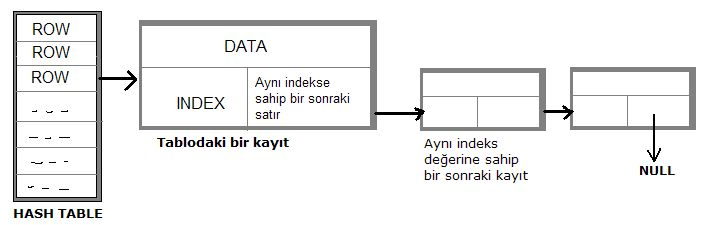 ROW
ROW
ROW
HASH TABLE
DATA
INDEX
Aynı indekse
sahip bir sonraki
satır
Tablodaki bir kayıt
Aynı indeks
değerine sahip
bir sonraki kayıt
NULL